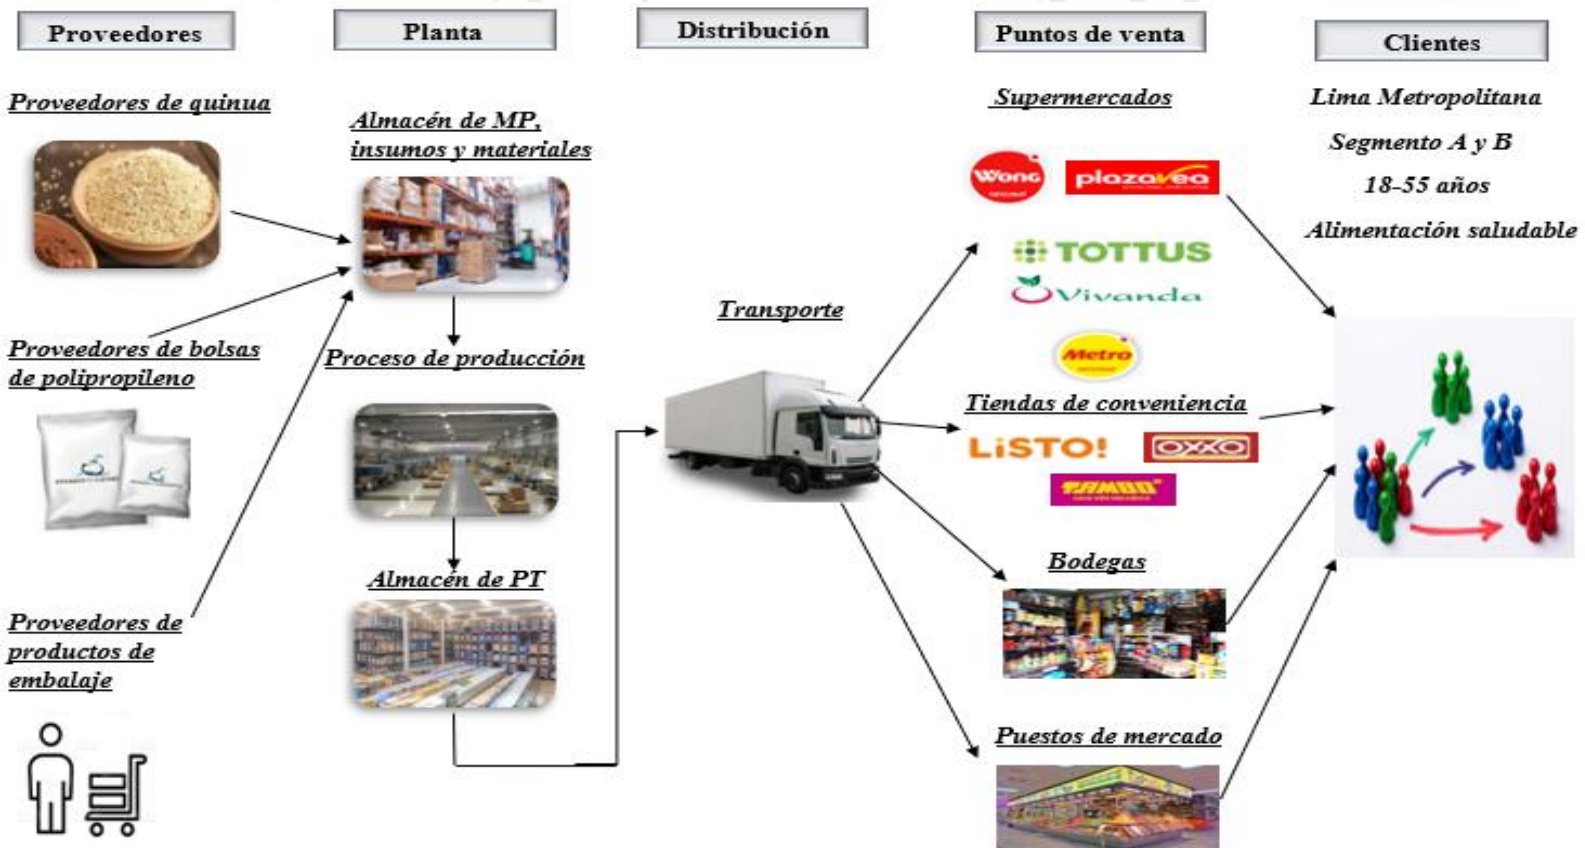 Proveedores
Planta
Distribución
Puntos de venta
Clientes
Proveedores de quinua
Proveedores de bolsas
de polipropileno
Proveedores de
productos de
embalaje
Almacén de MP,
insumos y materiales
Proceso de producción
Almacén de PT
Transporte
Supermercados
Wong
plazavea
TOTTUS
Vivanda
Metro
Tiendas de conveniencia
LiSTO!
OXXO
TAMBO
Bodegas
Puestos de mercado
Lima Metropolitana
Segmento A y B
18-55 años
Alimentación saludable